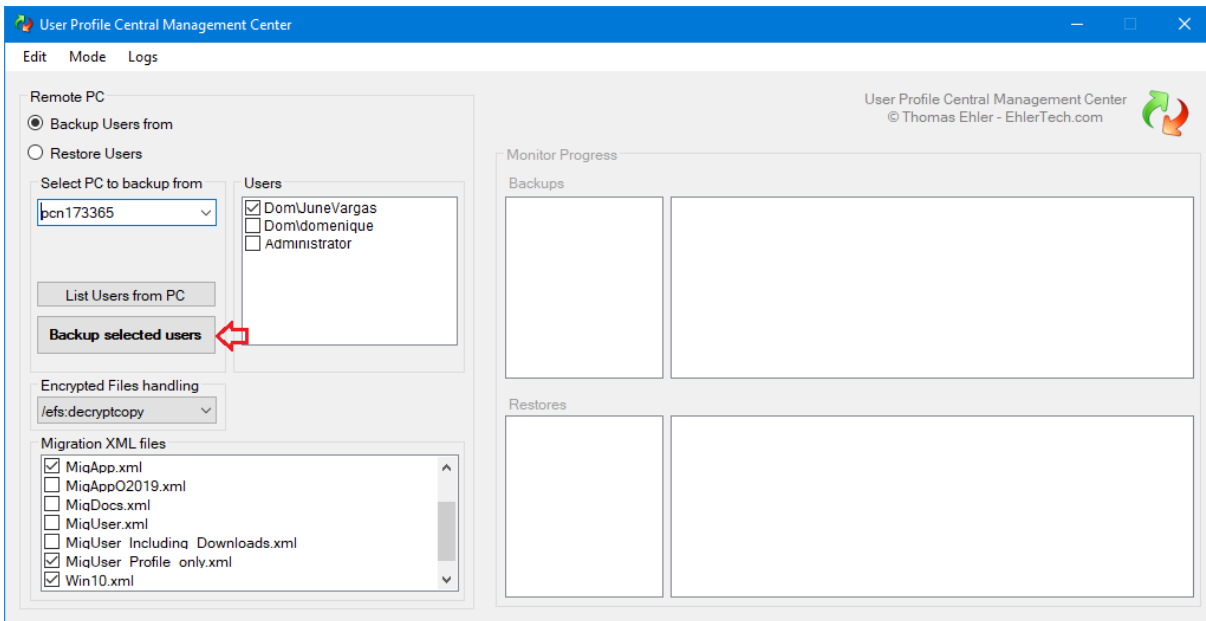 User Profile Central Management Center
Edit Mode Logs
Remote PC
Backup Users from
Restore Users
Select PC to backup from
pcn173365
List Users from PC
Backup selected users
Users
Dom\JuneVargas
Dom\domenique
Administrator
Encrypted Files handling
/efs:decryptcopy
Migration XML files
MigApp.xml
MigAppO2019.xml
MigDocs.xml
MigUser.xml
MigUser_Including_Downloads.xml
MigUser_Profile_only.xml
Win10.xml
User Profile Central Management Center
© Thomas Ehler - EhlerTech.com
Monitor Progress
Backups
Restores